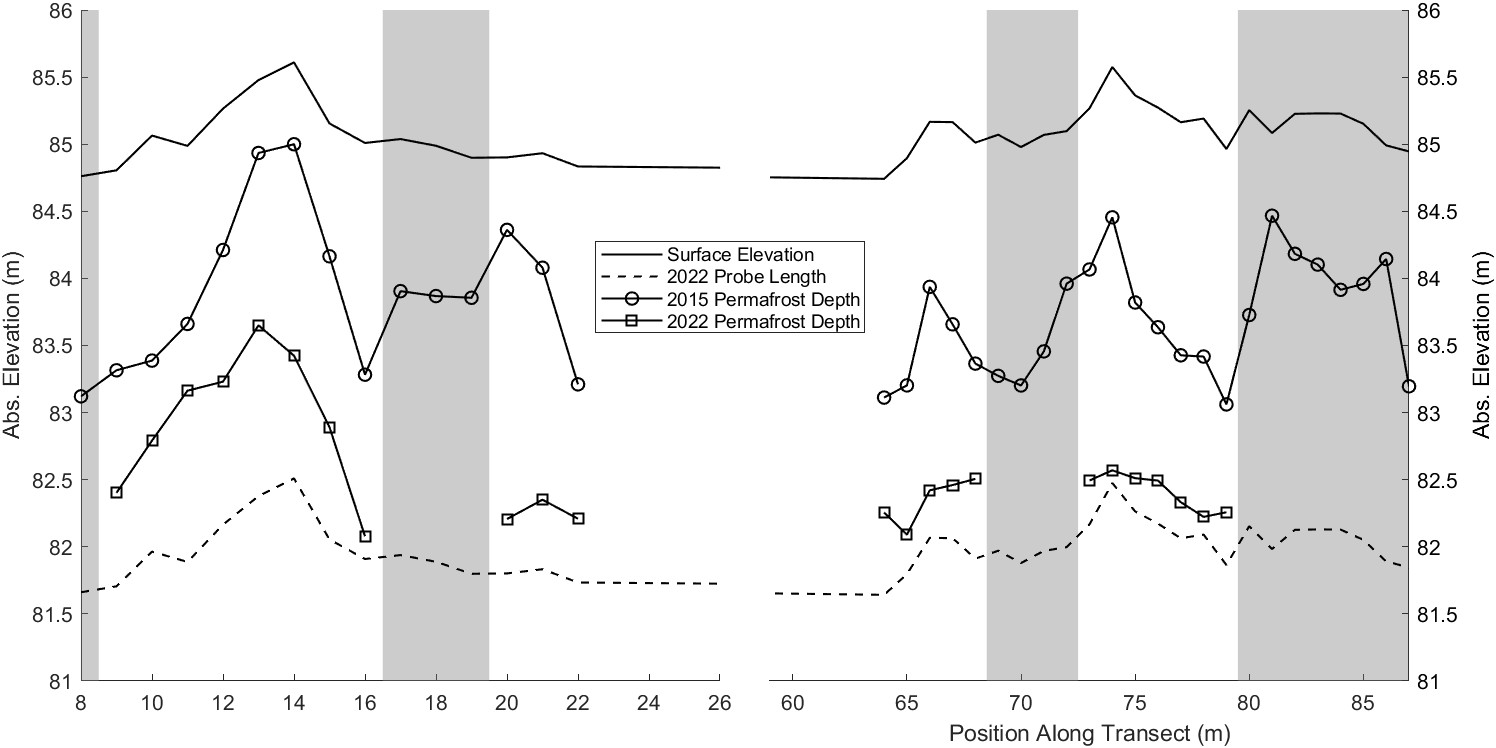 86
85.5
85
84.5
84
83.5
83
82.5
82
81.5
81
Abs. Elevation (m)
8 10 12 14 16 18 20 22 24 26
Surface Elevation
2022 Probe Length
2015 Permafrost Depth
2022 Permafrost Depth
60 65 70 75 80 85
Position Along Transect (m)
86
85.5
85
84.5
84
83.5
83
82.5
82
81.5
81
Abs. Elevation (m)